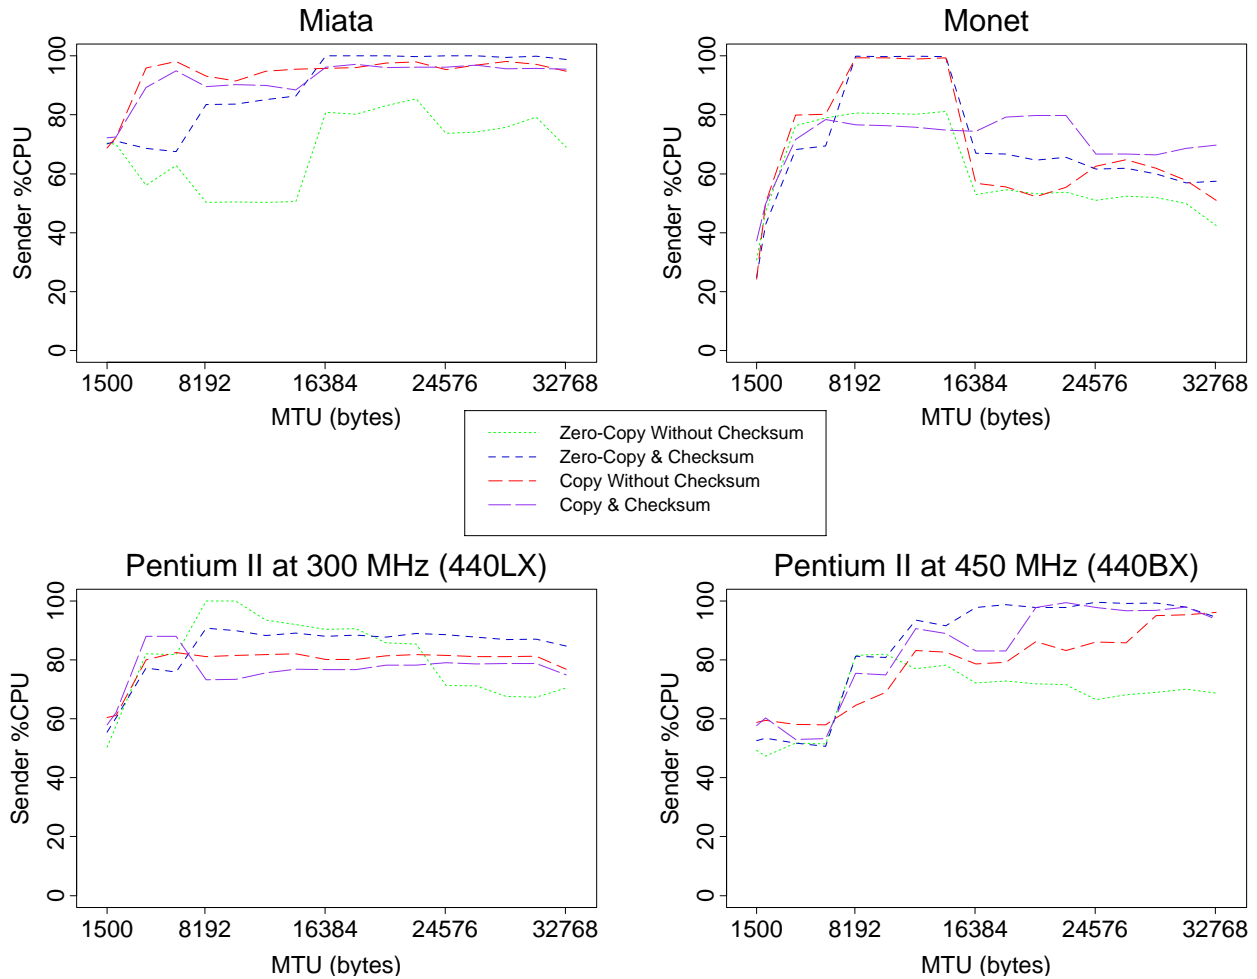 Miata
Sender %CPU
0 20 40 60 80 100
1500 8192 16384 24576 32768
MTU (bytes)
Monet
Sender %CPU
0 20 40 60 80 100
1500 8192 16384 24576 32768
MTU (bytes)
Zero-Copy Without Checksum
Zero-Copy & Checksum
Copy Without Checksum
Copy & Checksum
Pentium II at 300 MHz (440LX)
Sender %CPU
0 20 40 60 80 100
1500 8192 16384 24576 32768
MTU (bytes)
Pentium II at 450 MHz (440BX)
Sender %CPU
0 20 40 60 80 100
1500 8192 16384 24576 32768
MTU (bytes)